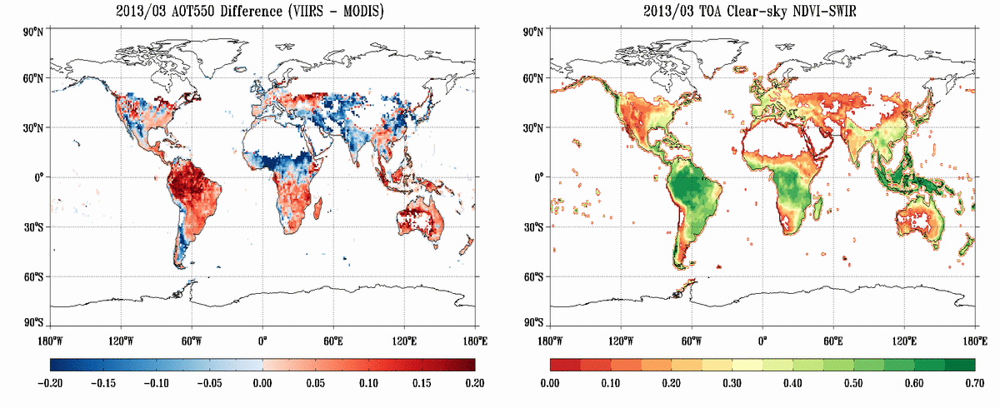 2013/03 AOT550 Difference (VIIRS - MODIS)
90°N
60°N
30°N
0°
30°S
60°S
90°S
180°W 120°W 60°W 0° 60°E 120°E 180°E
-0.20 -0.15 -0.10 -0.05 0.00 0.05 0.10 0.15 0.20
2013/03 TOA Clear-sky NDVI-SWIR
90°N
60°N
30°N
0°
30°S
60°S
90°S
180°W 120°W 60°W 0° 60°E 120°E 180°E
0.00 0.10 0.20 0.30 0.40 0.50 0.60 0.70